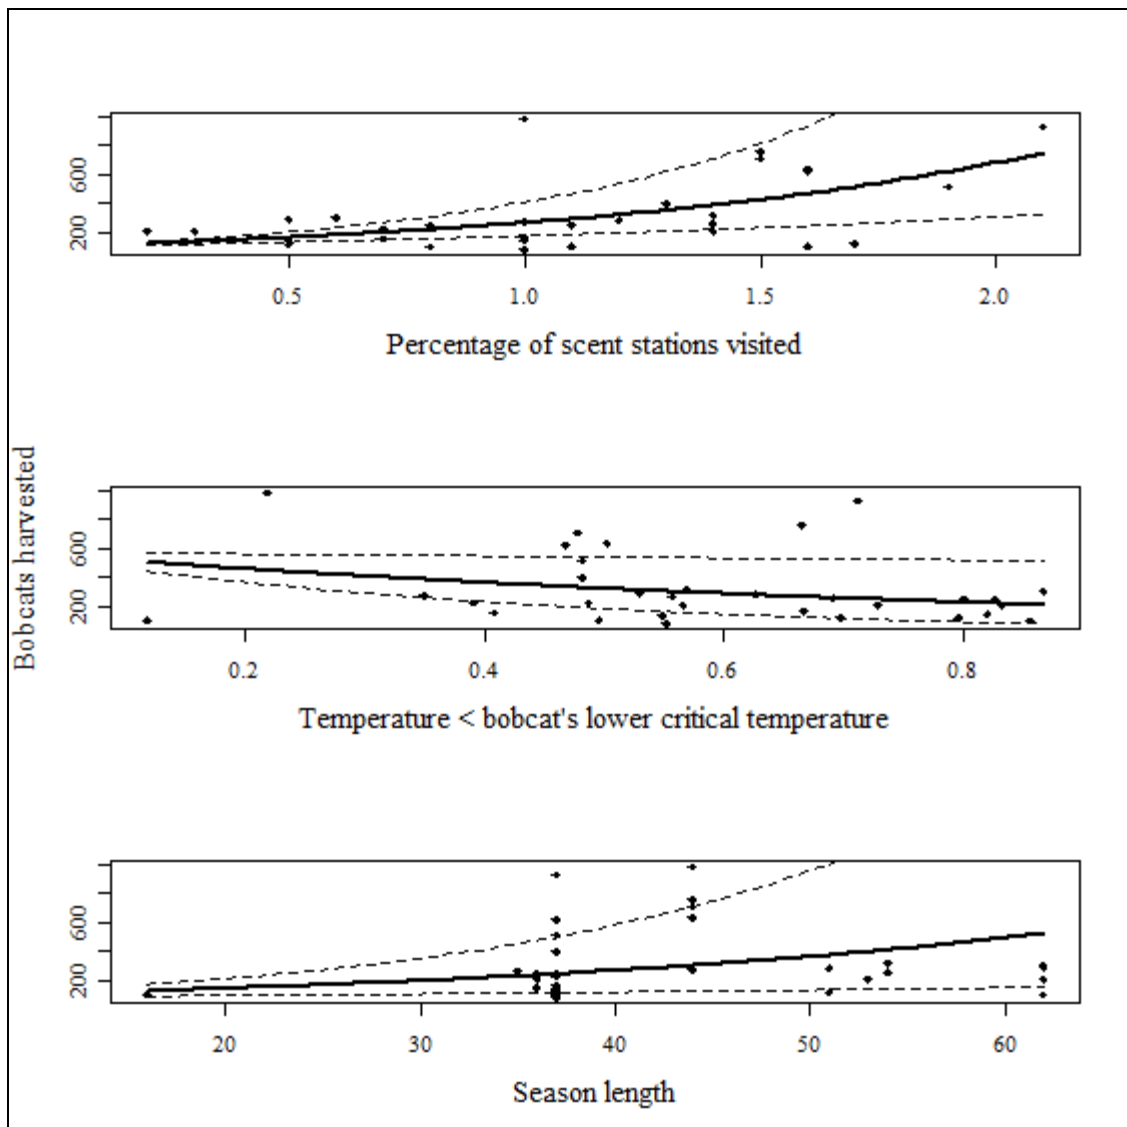 600
200
0.5 1.0 1.5 2.0
Percentage of scent stations visited
Bobcats harvested
600
200
0.2 0.4 0.6 0.8
Temperature < bobcat's lower critical temperature
600
200
20 30 40 50 60
Season length